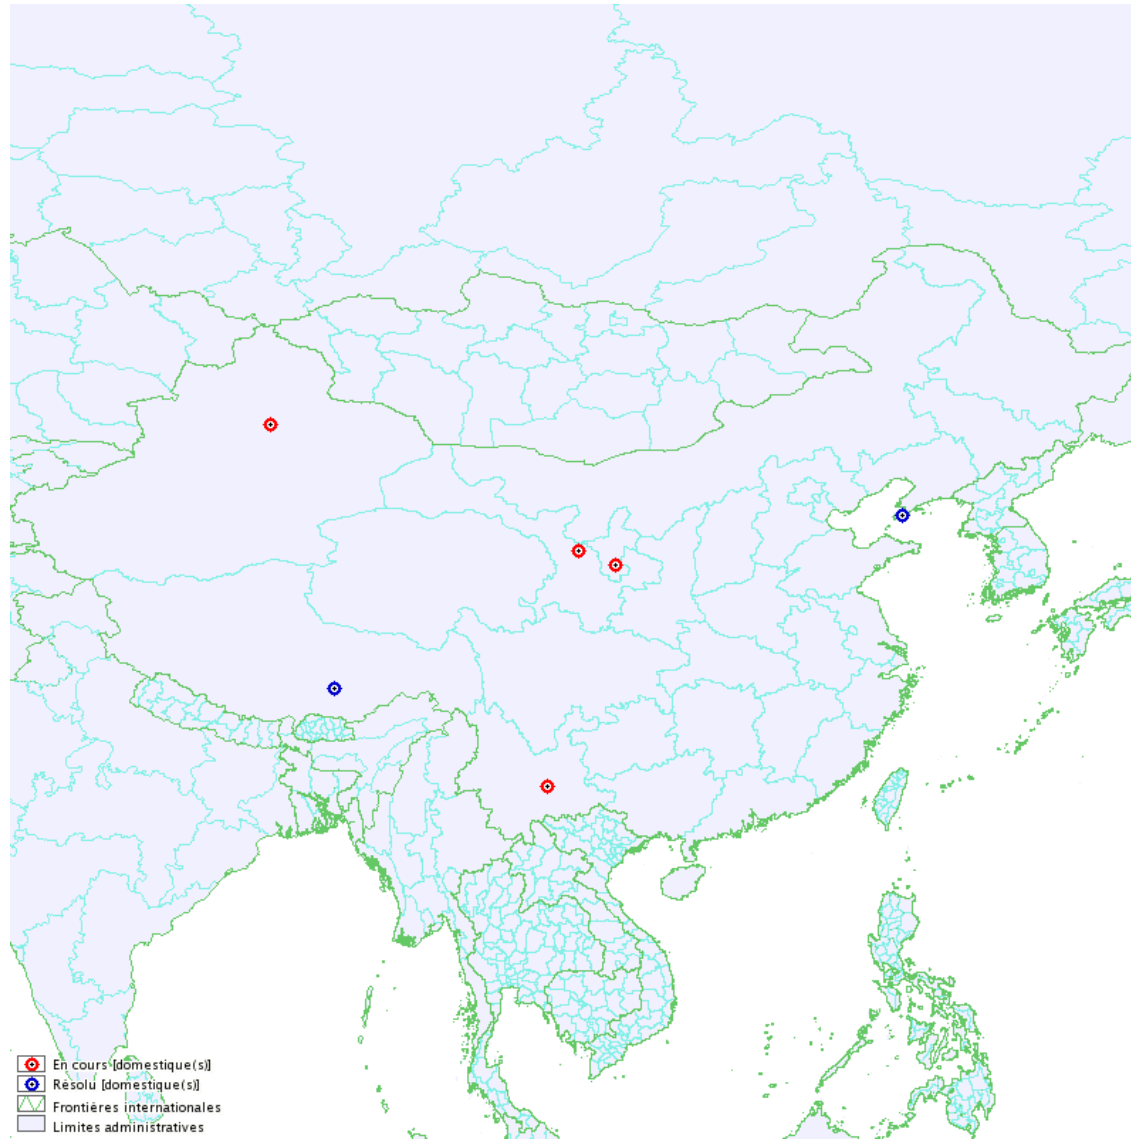 En cours [domestique(s)]
Résolu [domestique(s)]
Frontières internationales
Limites administratives